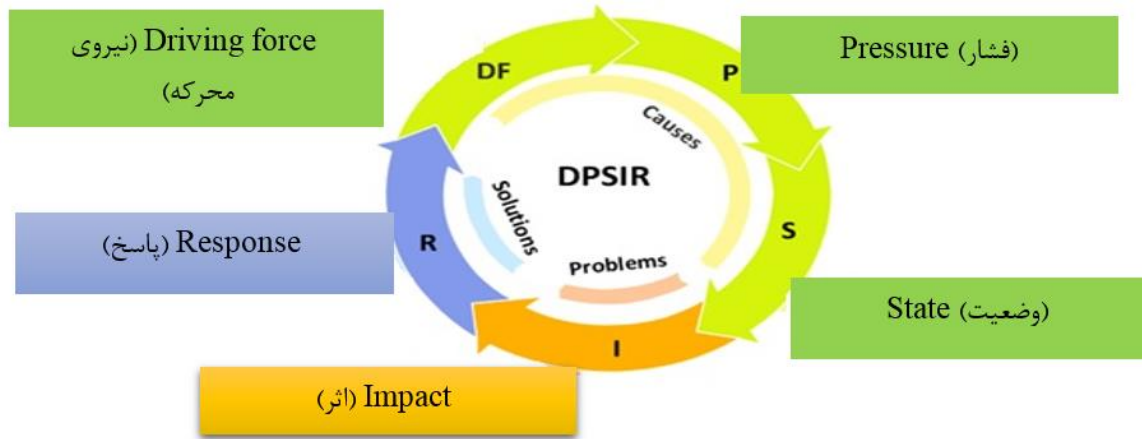 Driving force (نیروی
محرکه)
Pressure (فشار)
DF
P
Causes
DPSIR
Solutions
Response (پاسخ)
R
S
Problems
State (وضعیت)
I
Impact (اثر)